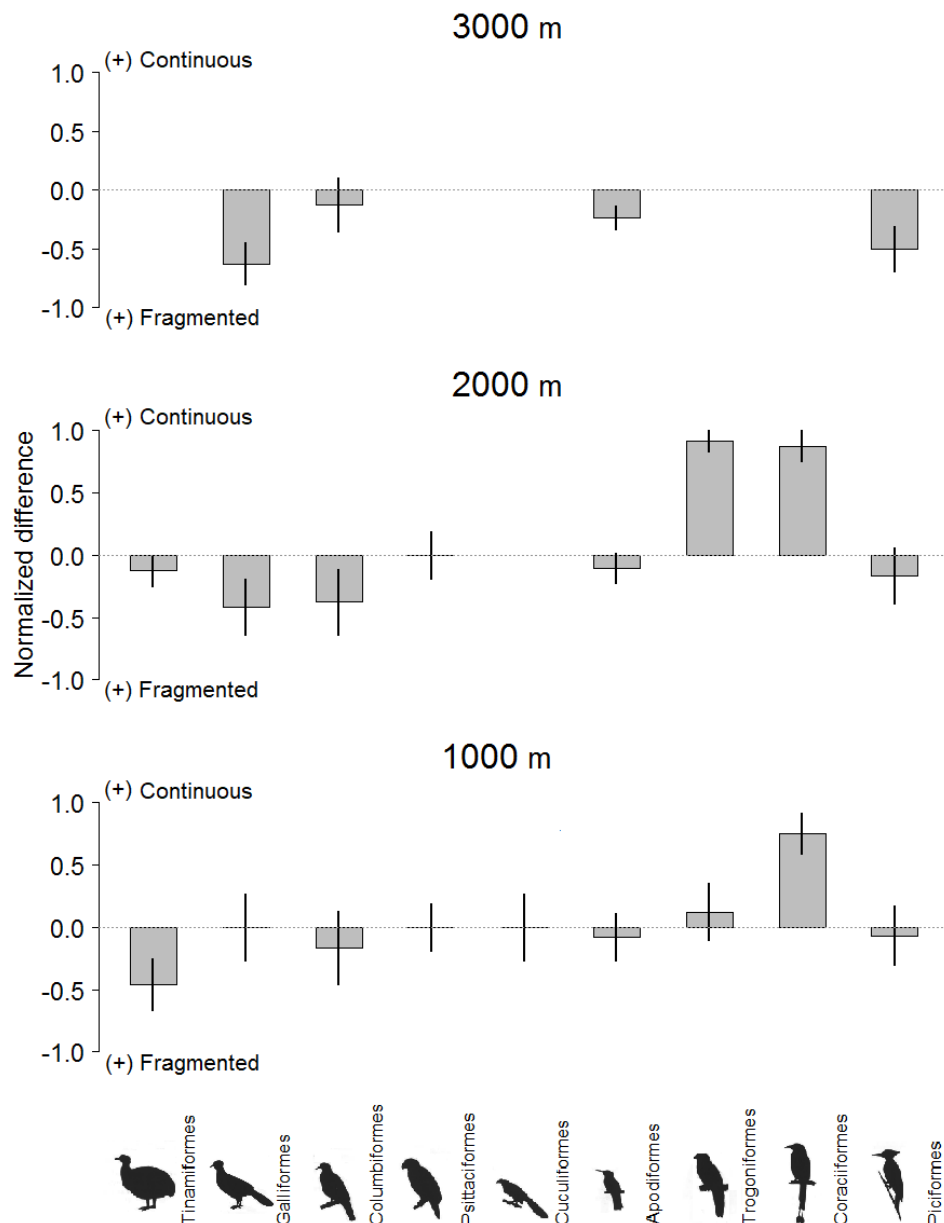 3000 m
(+) Continuous
1.0
0.5
0.0
-0.5
-1.0
(+) Fragmented
2000 m
(+) Continuous
Normalized difference
1.0
0.5
0.0
-0.5
-1.0
(+) Fragmented
1000 m
(+) Continuous
1.0
0.5
0.0
-0.5
-1.0
(+) Fragmented
Tinamiformes
Galliformes
Columbiformes
Psittaciformes
Cuculiformes
Apodiformes
Trogoniformes
Coraciiformes
Piciformes